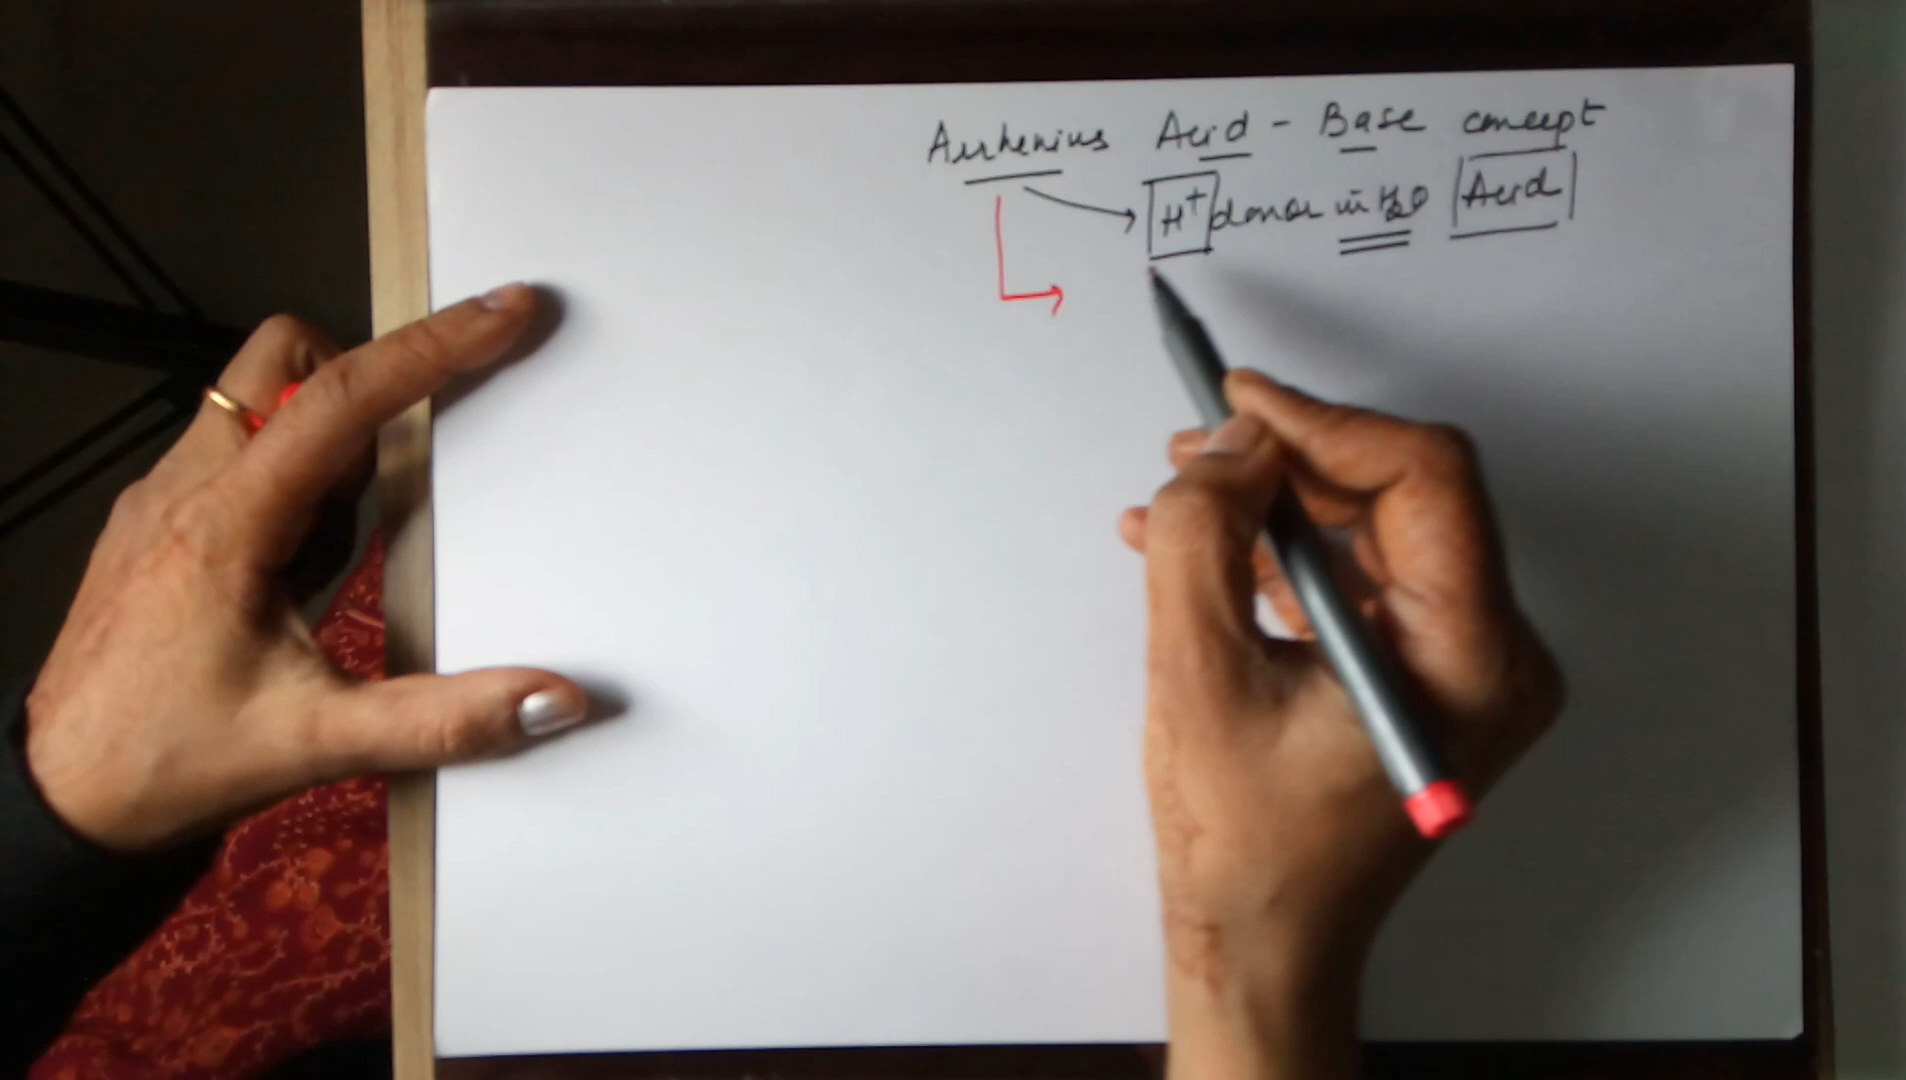 Arrhenius Acid - Base concept
H+ donor in H2O Acid